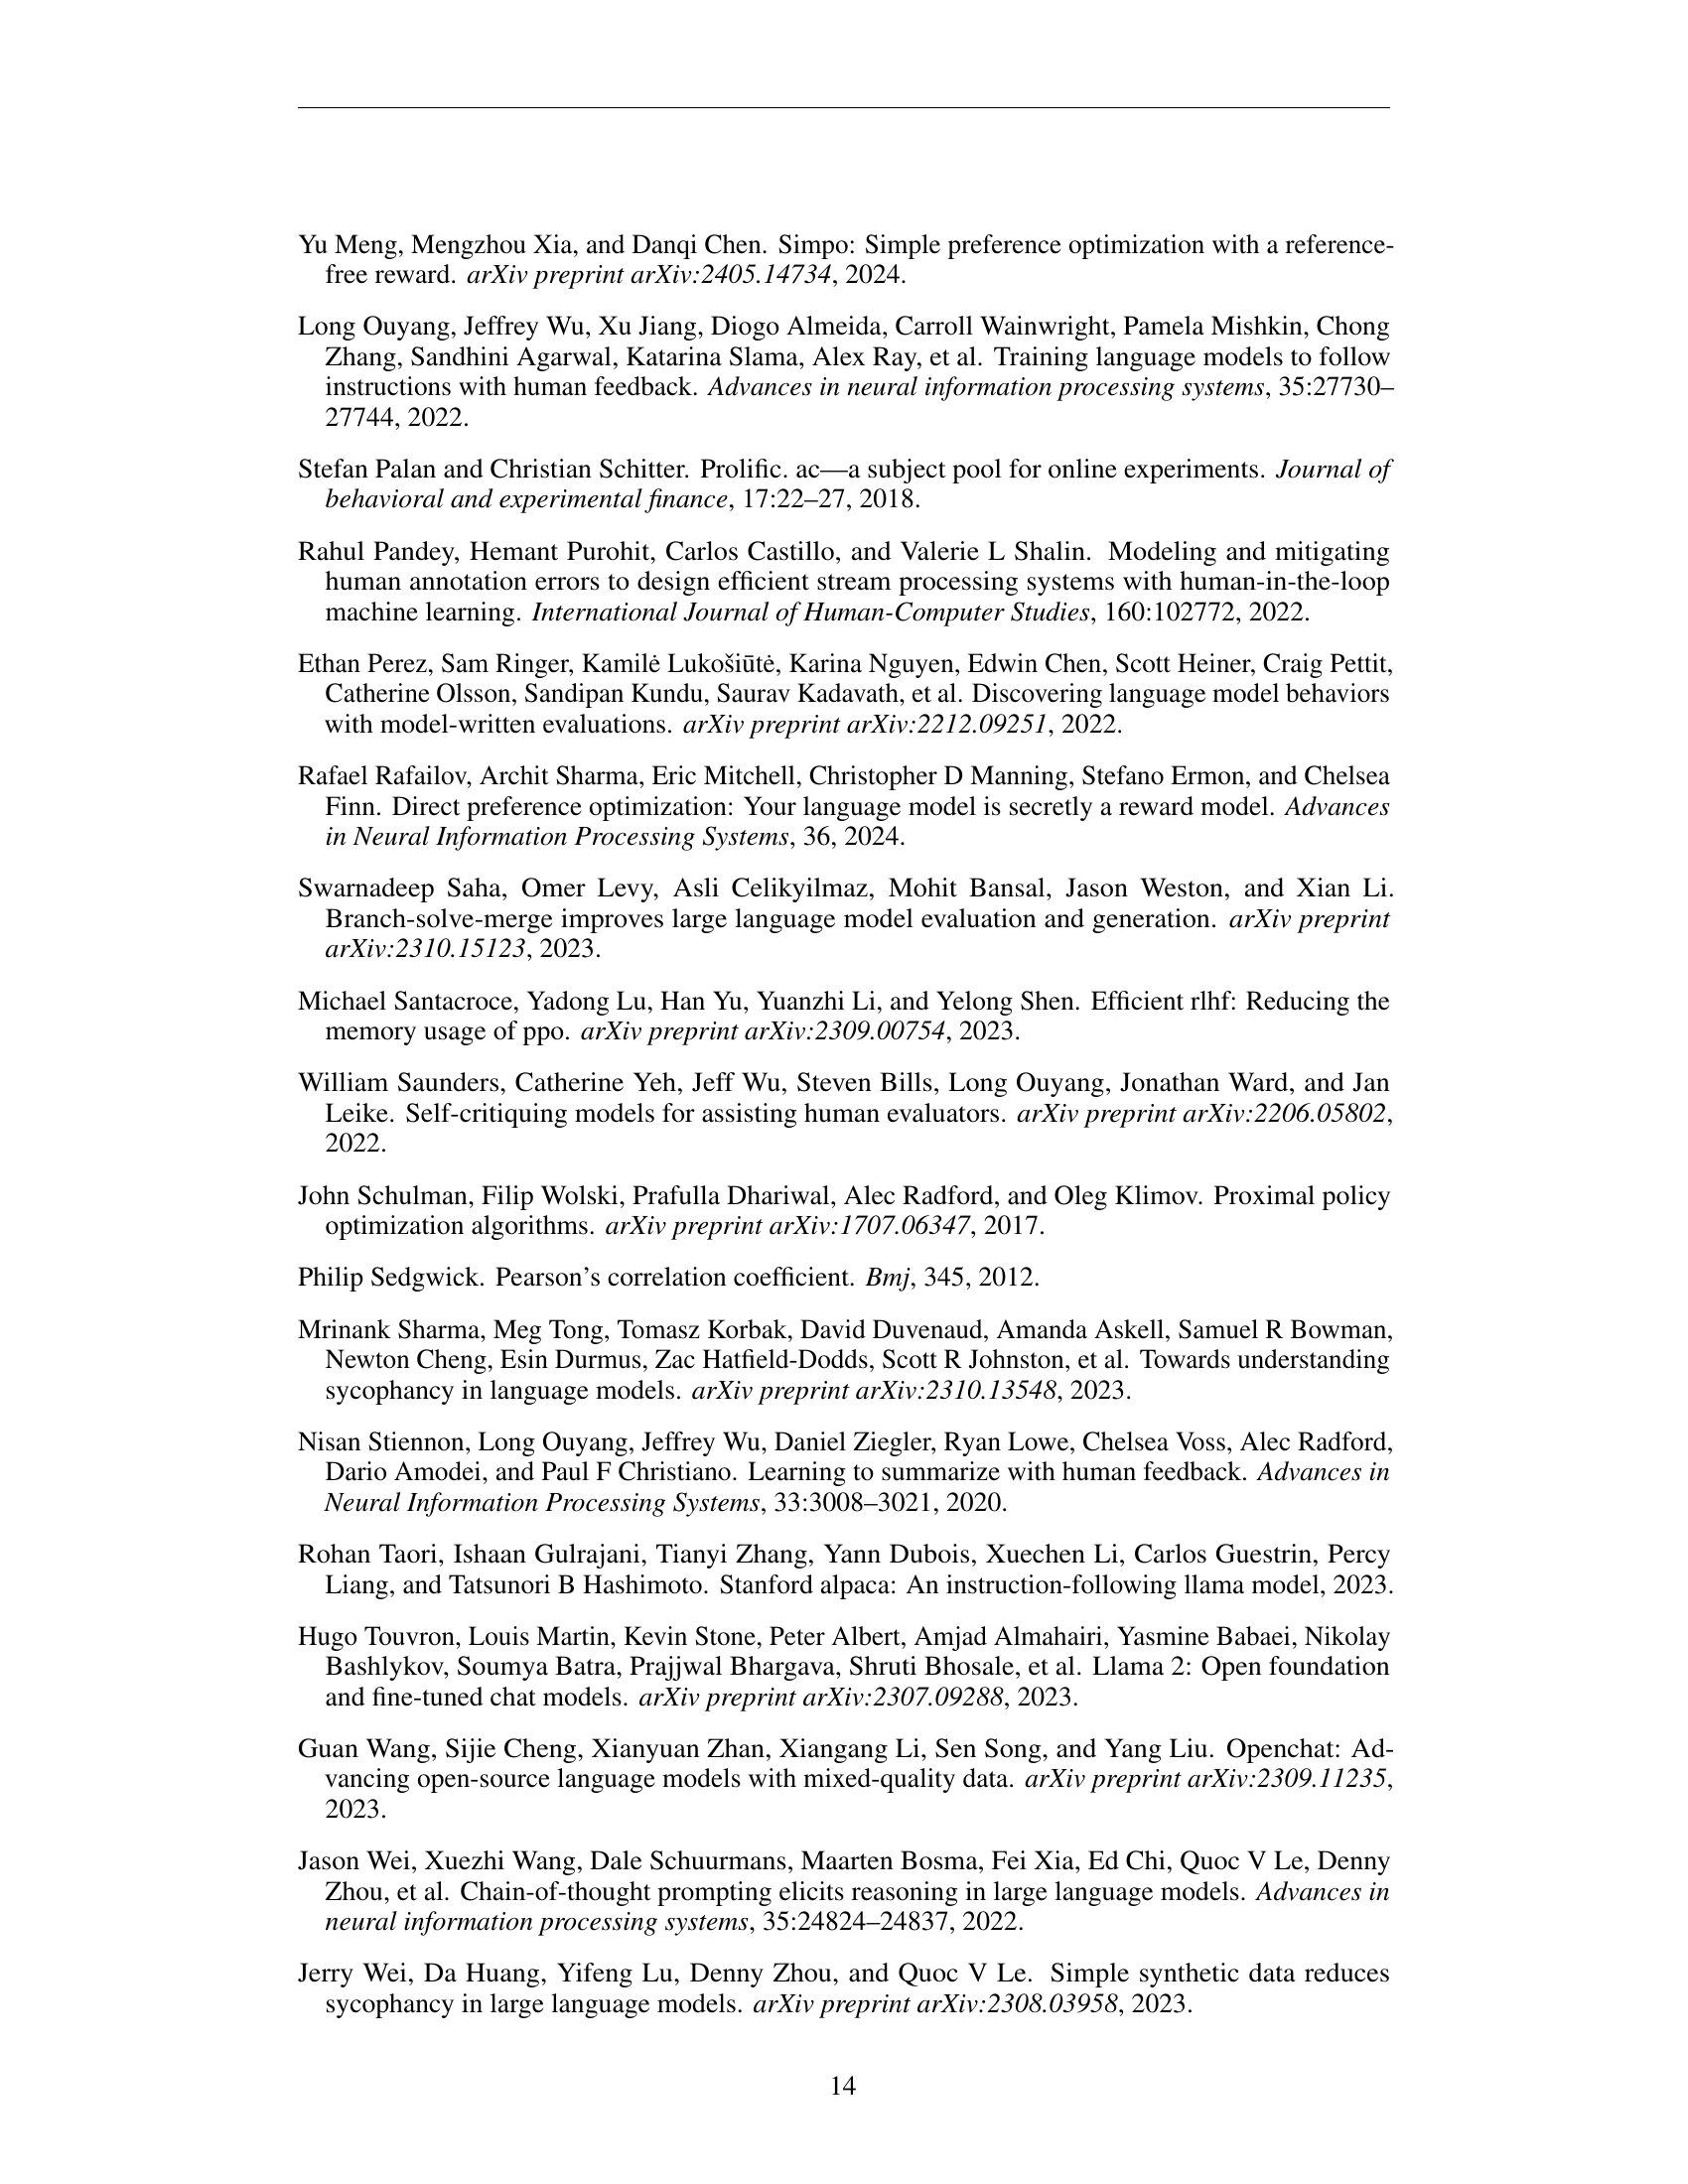 Yu Meng, Mengzhou Xia, and Danqi Chen. Simpo: Simple preference optimization with a reference-
free reward. arXiv preprint arXiv:2405.14734, 2024.
Long Ouyang, Jeffrey Wu, Xu Jiang, Diogo Almeida, Carroll Wainwright, Pamela Mishkin, Chong
Zhang, Sandhini Agarwal, Katarina Slama, Alex Ray, et al. Training language models to follow
instructions with human feedback. Advances in neural information processing systems, 35:27730–
27744, 2022.
Stefan Palan and Christian Schitter. Prolific. ac—a subject pool for online experiments. Journal of
behavioral and experimental finance, 17:22–27, 2018.
Rahul Pandey, Hemant Purohit, Carlos Castillo, and Valerie L Shalin. Modeling and mitigating
human annotation errors to design efficient stream processing systems with human-in-the-loop
machine learning. International Journal of Human-Computer Studies, 160:102772, 2022.
Ethan Perez, Sam Ringer, Kamilė Lukošiūtė, Karina Nguyen, Edwin Chen, Scott Heiner, Craig Pettit,
Catherine Olsson, Sandipan Kundu, Saurav Kadavath, et al. Discovering language model behaviors
with model-written evaluations. arXiv preprint arXiv:2212.09251, 2022.
Rafael Rafailov, Archit Sharma, Eric Mitchell, Christopher D Manning, Stefano Ermon, and Chelsea
Finn. Direct preference optimization: Your language model is secretly a reward model. Advances
in Neural Information Processing Systems, 36, 2024.
Swarnadeep Saha, Omer Levy, Asli Celikyilmaz, Mohit Bansal, Jason Weston, and Xian Li.
Branch-solve-merge improves large language model evaluation and generation. arXiv preprint
arXiv:2310.15123, 2023.
Michael Santacroce, Yadong Lu, Han Yu, Yuanzhi Li, and Yelong Shen. Efficient rlhf: Reducing the
memory usage of ppo. arXiv preprint arXiv:2309.00754, 2023.
William Saunders, Catherine Yeh, Jeff Wu, Steven Bills, Long Ouyang, Jonathan Ward, and Jan
Leike. Self-critiquing models for assisting human evaluators. arXiv preprint arXiv:2206.05802,
2022.
John Schulman, Filip Wolski, Prafulla Dhariwal, Alec Radford, and Oleg Klimov. Proximal policy
optimization algorithms. arXiv preprint arXiv:1707.06347, 2017.
Philip Sedgwick. Pearson's correlation coefficient. Bmj, 345, 2012.
Mrinank Sharma, Meg Tong, Tomasz Korbak, David Duvenaud, Amanda Askell, Samuel R Bowman,
Newton Cheng, Esin Durmus, Zac Hatfield-Dodds, Scott R Johnston, et al. Towards understanding
sycophancy in language models. arXiv preprint arXiv:2310.13548, 2023.
Nisan Stiennon, Long Ouyang, Jeffrey Wu, Daniel Ziegler, Ryan Lowe, Chelsea Voss, Alec Radford,
Dario Amodei, and Paul F Christiano. Learning to summarize with human feedback. Advances in
Neural Information Processing Systems, 33:3008–3021, 2020.
Rohan Taori, Ishaan Gulrajani, Tianyi Zhang, Yann Dubois, Xuechen Li, Carlos Guestrin, Percy
Liang, and Tatsunori B Hashimoto. Stanford alpaca: An instruction-following llama model, 2023.
Hugo Touvron, Louis Martin, Kevin Stone, Peter Albert, Amjad Almahairi, Yasmine Babaei, Nikolay
Bashlykov, Soumya Batra, Prajjwal Bhargava, Shruti Bhosale, et al. Llama 2: Open foundation
and fine-tuned chat models. arXiv preprint arXiv:2307.09288, 2023.
Guan Wang, Sijie Cheng, Xianyuan Zhan, Xiangang Li, Sen Song, and Yang Liu. Openchat: Ad-
vancing open-source language models with mixed-quality data. arXiv preprint arXiv:2309.11235,
2023.
Jason Wei, Xuezhi Wang, Dale Schuurmans, Maarten Bosma, Fei Xia, Ed Chi, Quoc V Le, Denny
Zhou, et al. Chain-of-thought prompting elicits reasoning in large language models. Advances in
neural information processing systems, 35:24824–24837, 2022.
Jerry Wei, Da Huang, Yifeng Lu, Denny Zhou, and Quoc V Le. Simple synthetic data reduces
sycophancy in large language models. arXiv preprint arXiv:2308.03958, 2023.
14